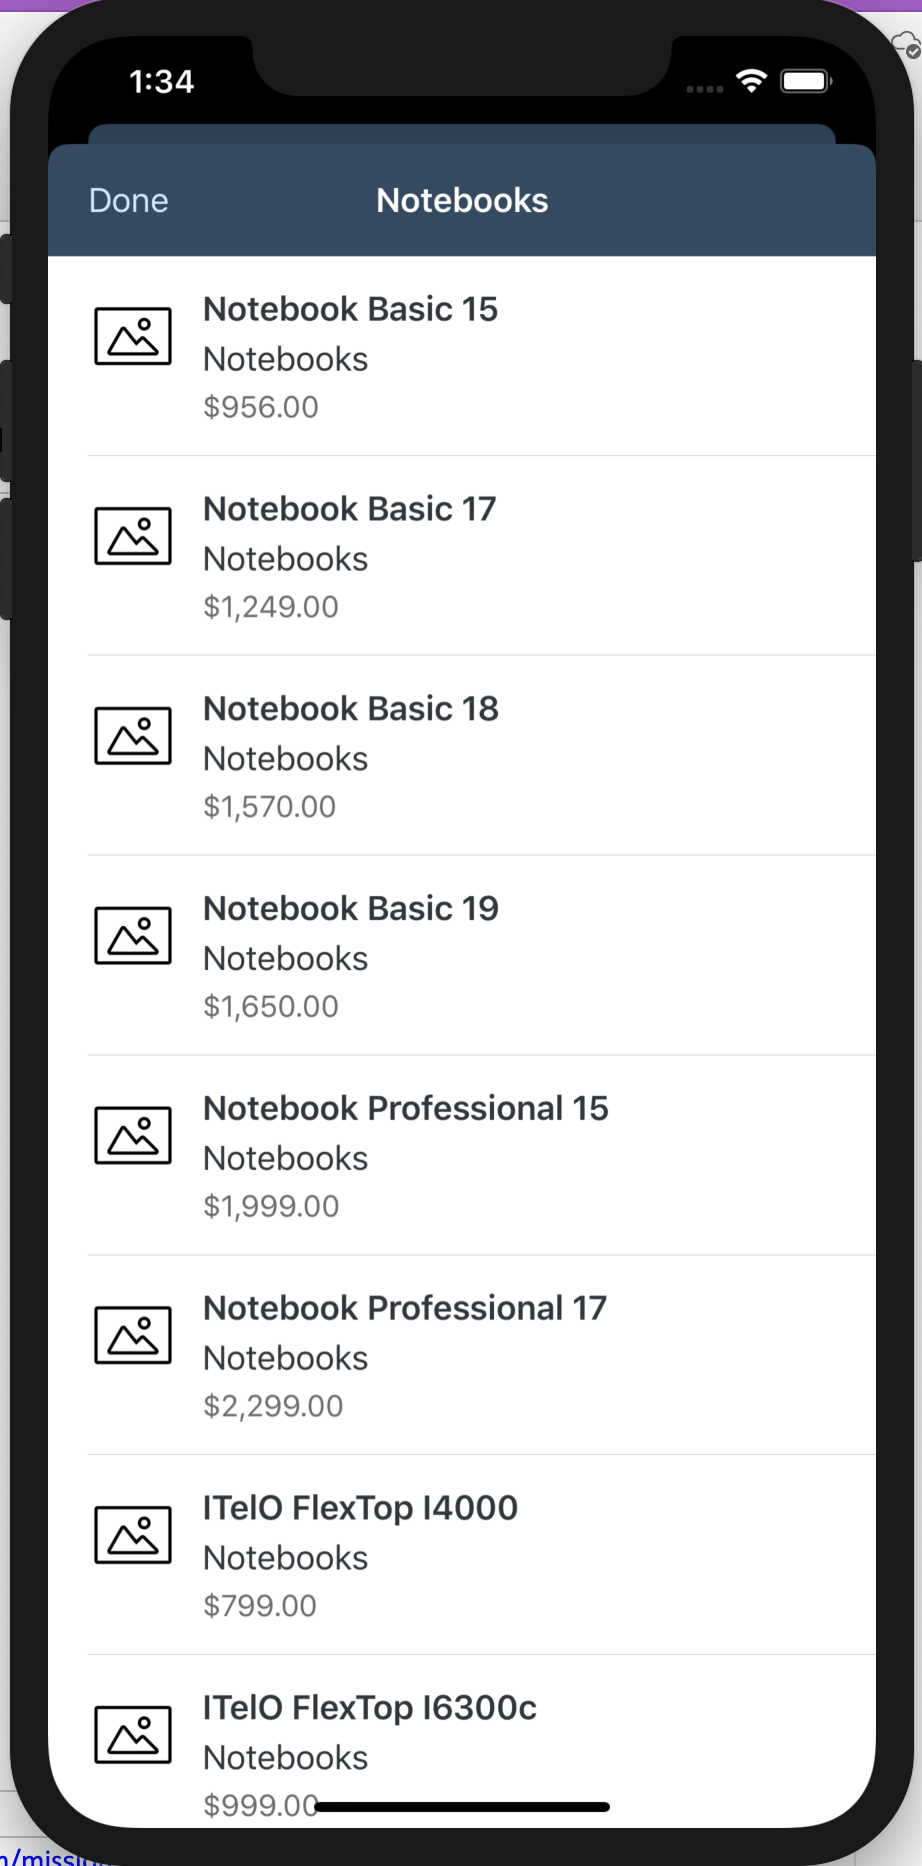 1:34
Done
Notebooks
Notebook Basic 15
Notebooks
$956.00
Notebook Basic 17
Notebooks
$1,249.00
Notebook Basic 18
Notebooks
$1,570.00
Notebook Basic 19
Notebooks
$1,650.00
Notebook Professional 15
Notebooks
$1,999.00
Notebook Professional 17
Notebooks
$2,299.00
ITelO FlexTop I4000
Notebooks
$799.00
ITelO FlexTop I6300c
Notebooks
$999.00